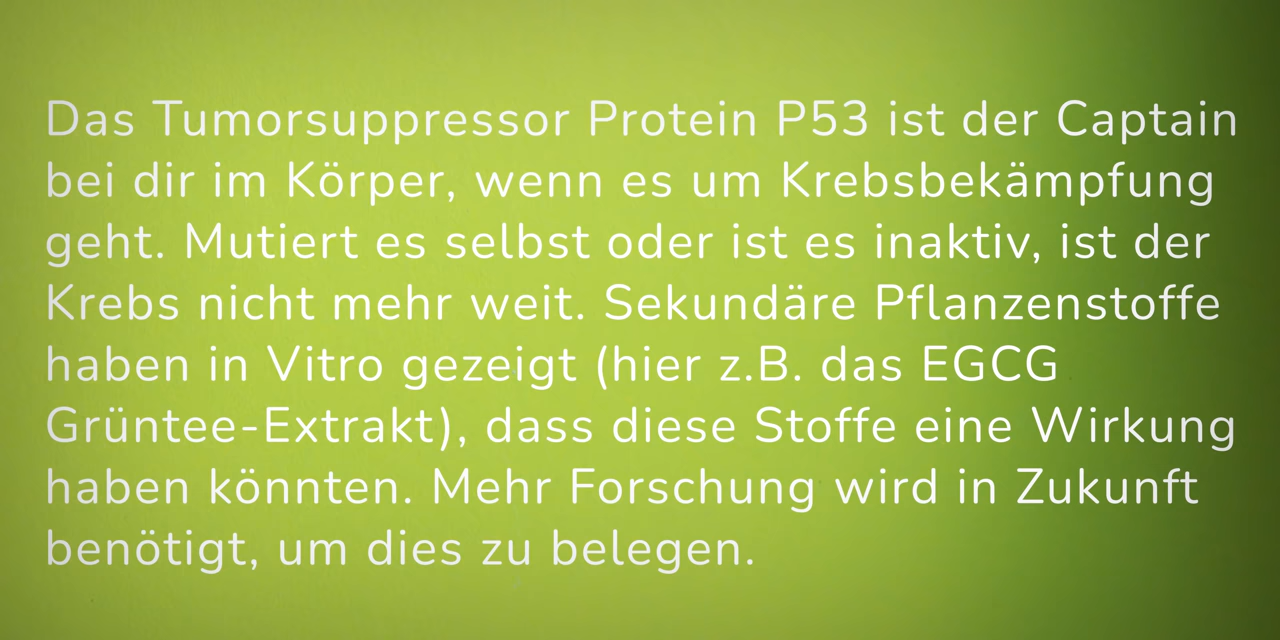 Das Tumorsuppressor Protein P53 ist der Captain
bei dir im Körper, wenn es um Krebsbekämpfung
geht. Mutiert es selbst oder ist es inaktiv, ist der
Krebs nicht mehr weit. Sekundäre Pflanzenstoffe
haben in Vitro gezeigt (hier z.B. das EGCG
Grüntee-Extrakt), dass diese Stoffe eine Wirkung
haben könnten. Mehr Forschung wird in Zukunft
benötigt, um dies zu belegen.